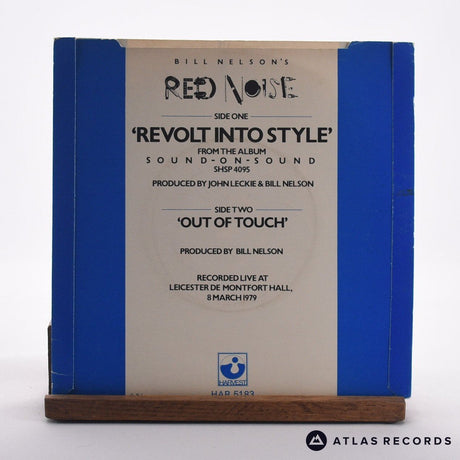 BILL NELSON'S
RED NOISE
SIDE ONE
'REVOLT INTO STYLE'
FROM THE ALBUM
SOUND-ON-SOUND
SHSP 4095
PRODUCED BY JOHN LECKIE & BILL NELSON
SIDE TWO
'OUT OF TOUCH'
PRODUCED BY BILL NELSON
RECORDED LIVE AT
LEICESTER DE MONTFORT HALL,
8 MARCH 1979
HARVEST
HAR 5183
ATLAS RECORDS